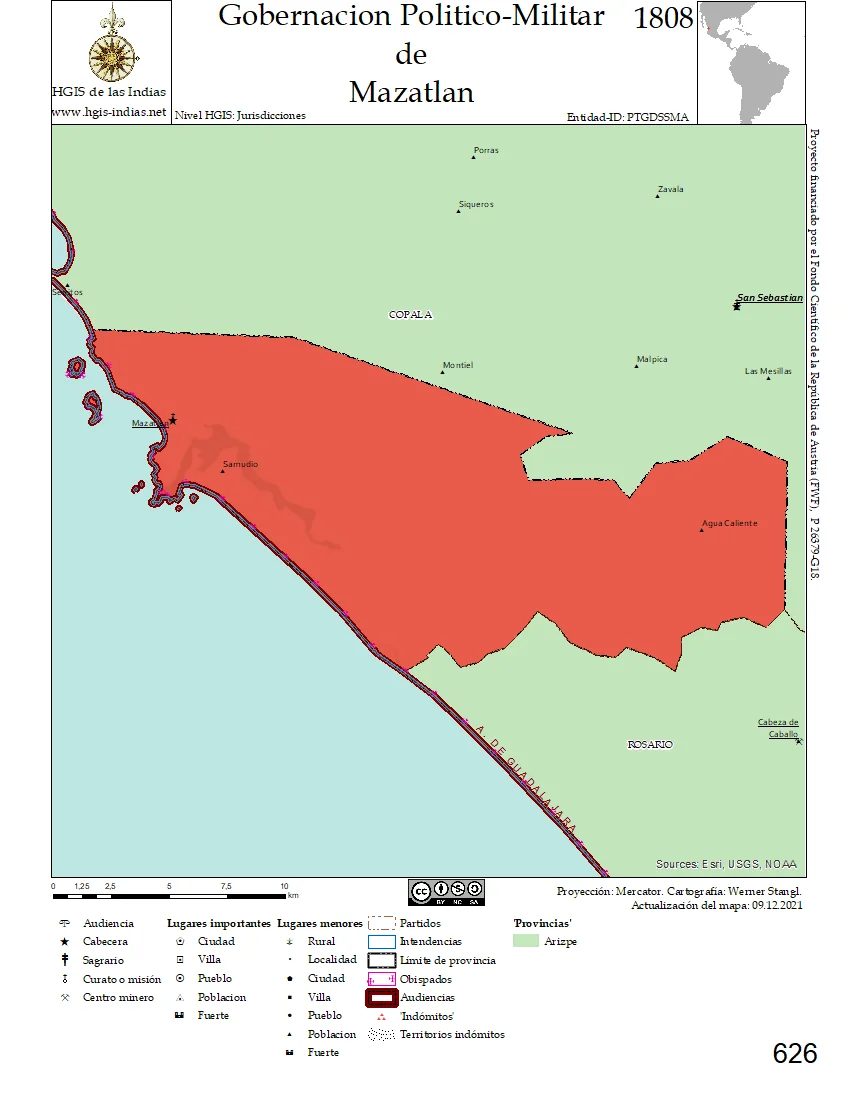 Gobernacion Politico-Militar
de
Mazatlan
1808
HGIS de las Indias
www.hgis-indias.net
Nivel HGIS: Jurisdicciones
Entidad-ID: PTGDSSMA
Proyecto financiado por el Fondo Científico de la República de Austria (FWF), P 26379-G18.
Porras
Zavala
Siqueros
San Sebastian
COPALA
Montiel
Malpica
Las Mesillas
Mazatlan
Samudio
Agua Caliente
Cabeza de
Caballo
ROSARIO
A. DE GUADALAJARA
Sources: Esri, USGS, NOAA
0 1,25 2,5 5 7,5 10
km
CC BY NC SA
Proyección: Mercator. Cartografía: Werner Stangl.
Actualización del mapa: 09.12.2021
Audiencia
Cabecera
Sagrario
Curato o misión
Centro minero
Lugares importantes
Ciudad
Villa
Pueblo
Poblacion
Fuerte
Lugares menores
Rural
Localidad
Ciudad
Villa
Pueblo
Poblacion
Fuerte
Partidos
Intendencias
Límite de provincia
Obispados
Audiencias
'Indómitos'
Territorios indómitos
'Provincias'
Arizpe
626